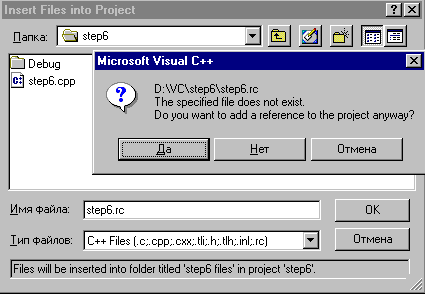 Insert Files into Project
Папка: step6
Debug
step6.cpp
Microsoft Visual C++
D:\VC\step6\step6.rc
The specified file does not exist.
Do you want to add a reference to the project anyway?
Да Нет Отмена
Имя файла: step6.rc OK
Тип файлов: C++ Files (.c;.cpp;.cxx;.tli;.h;.tlh;.inl;.rc) Отмена
Files will be inserted into folder titled 'step6 files' in project 'step6'.